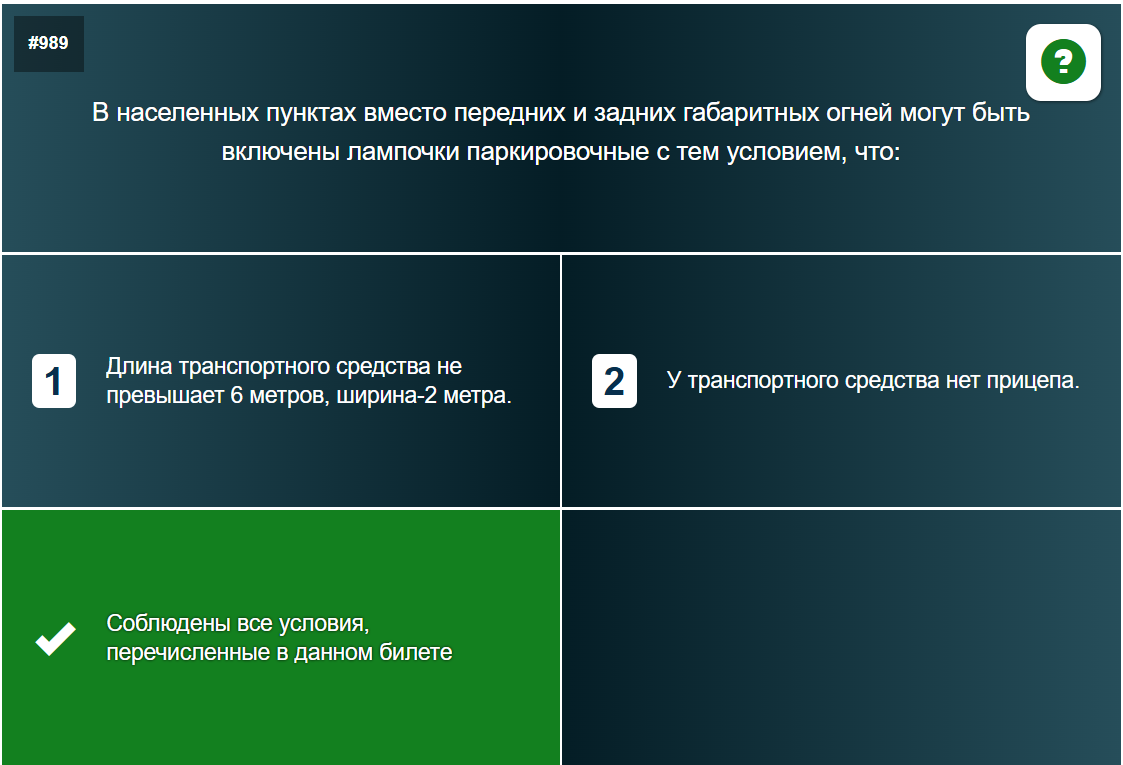 #989
?
В населенных пунктах вместо передних и задних габаритных огней могут быть
включены лампочки паркировочные с тем условием, что:
1
Длина транспортного средства не
превышает 6 метров, ширина-2 метра.
2
У транспортного средства нет прицепа.
Соблюдены все условия,
перечисленные в данном билете